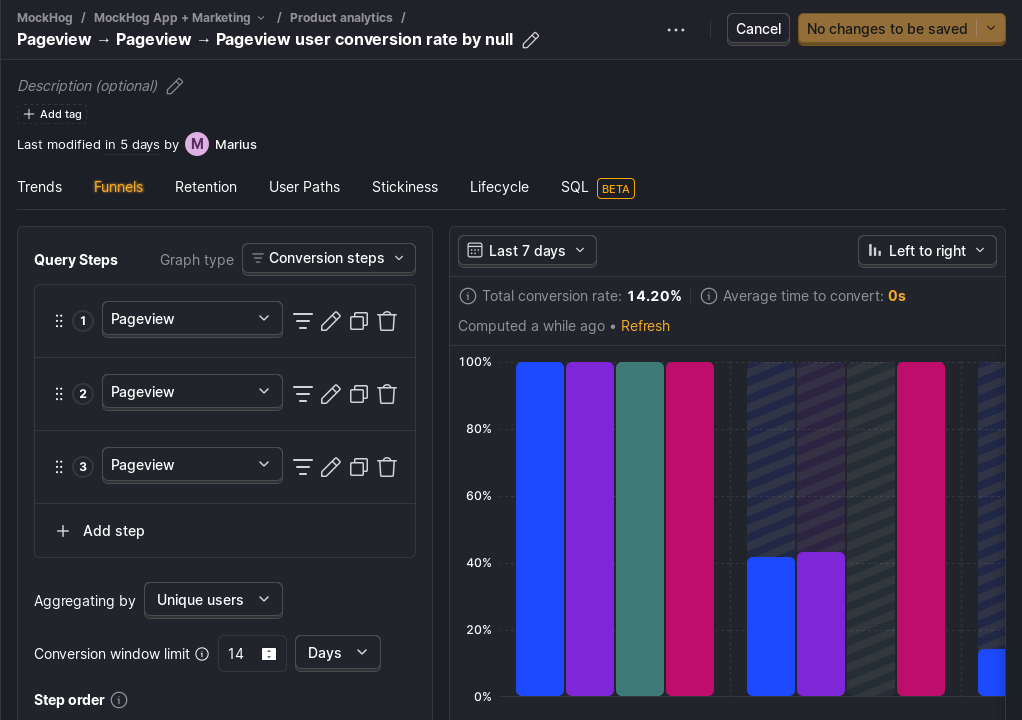 MockHog / MockHog App + Marketing / Product analytics /
Pageview → Pageview → Pageview user conversion rate by null
Cancel
No changes to be saved
Description (optional)
Add tag
Last modified in 5 days by M Marius
Trends Funnels Retention User Paths Stickiness Lifecycle SQL BETA
Query Steps Graph type Conversion steps
1 Pageview
2 Pageview
3 Pageview
Add step
Aggregating by Unique users
Conversion window limit 14 Days
Step order
Last 7 days Left to right
Total conversion rate: 14.20% Average time to convert: 0s
Computed a while ago • Refresh
100%
80%
60%
40%
20%
0%